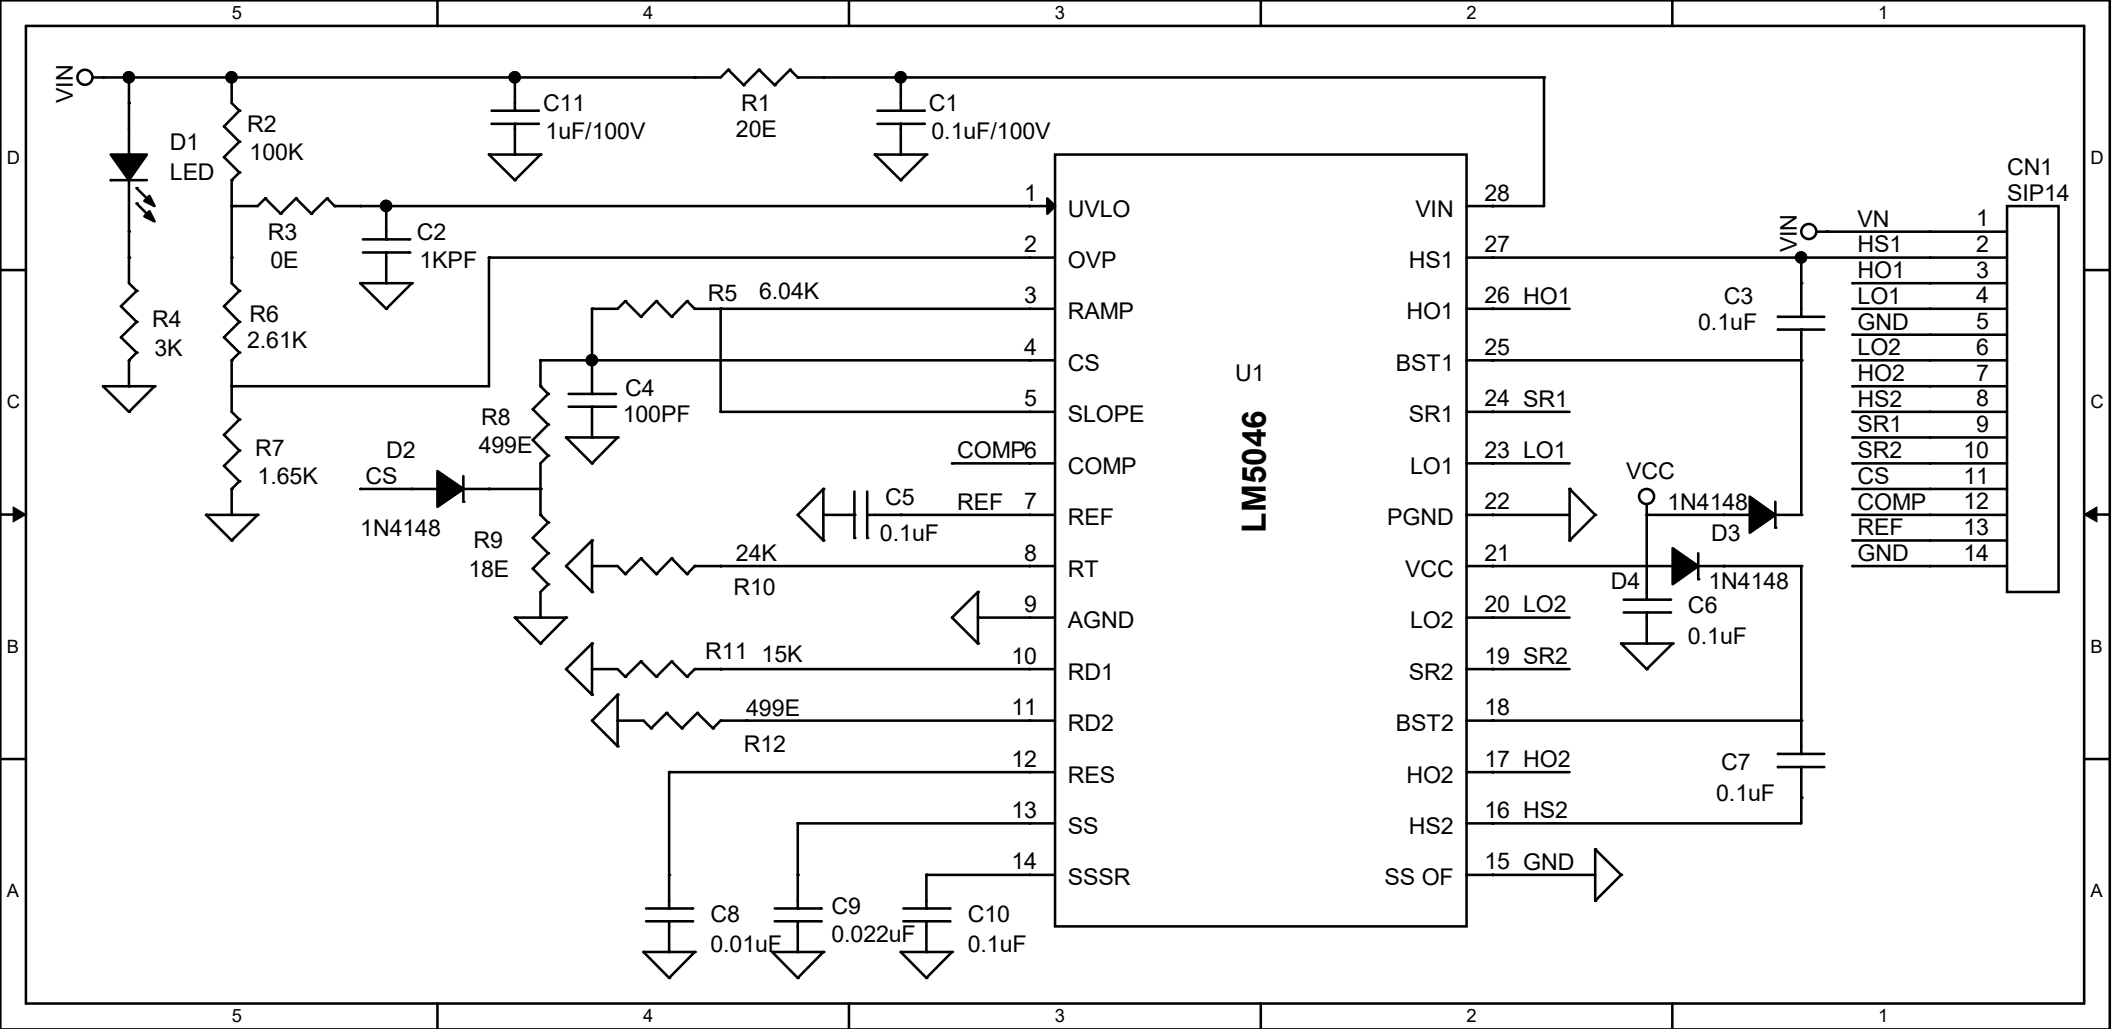 5 4 3 2 1
VIN
D1
LED
R2
100K
C11
1uF/100V
R1
20E
C1
0.1uF/100V
D D
R3
0E
C2
1KPF
R4
3K
R6
2.61K
R5 6.04K
C4
100PF
R8
499E
C C
R7
1.65K
D2
CS
1N4148
R9
18E
COMP
REF
C5
0.1uF
24K
R10
R11 15K
499E
R12
B B
C8
0.01uF
C9
0.022uF
C10
0.1uF
A A
1 UVLO
2 OVP
3 RAMP
4 CS
5 SLOPE
6 COMP
7 REF
8 RT
9 AGND
10 RD1
11 RD2
12 RES
13 SS
14 SSSR
U1
LM5046
VIN 28
HS1 27
HO1 26 HO1
BST1 25
SR1 24 SR1
LO1 23 LO1
PGND 22
VCC 21
LO2 20 LO2
SR2 19 SR2
BST2 18
HO2 17 HO2
HS2 16 HS2
SS OF 15 GND
C3
0.1uF
VCC
1N4148
D3
D4
1N4148
C6
0.1uF
C7
0.1uF
CN1
SIP14
VIN
VN 1
HS1 2
HO1 3
LO1 4
GND 5
LO2 6
HO2 7
HS2 8
SR1 9
SR2 10
CS 11
COMP 12
REF 13
GND 14
5 4 3 2 1